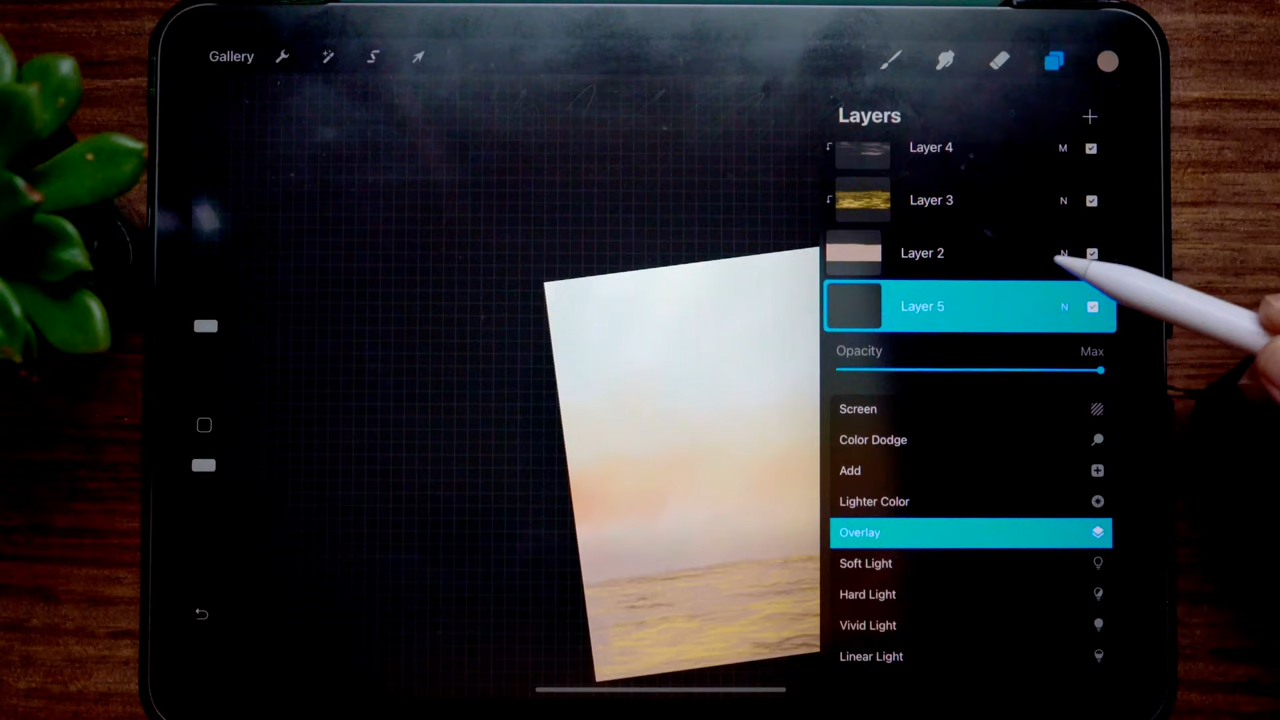 Gallery
Layers
Layer 4 M
Layer 3 N
Layer 2 N
Layer 5 N
Opacity Max
Screen
Color Dodge
Add
Lighter Color
Overlay
Soft Light
Hard Light
Vivid Light
Linear Light